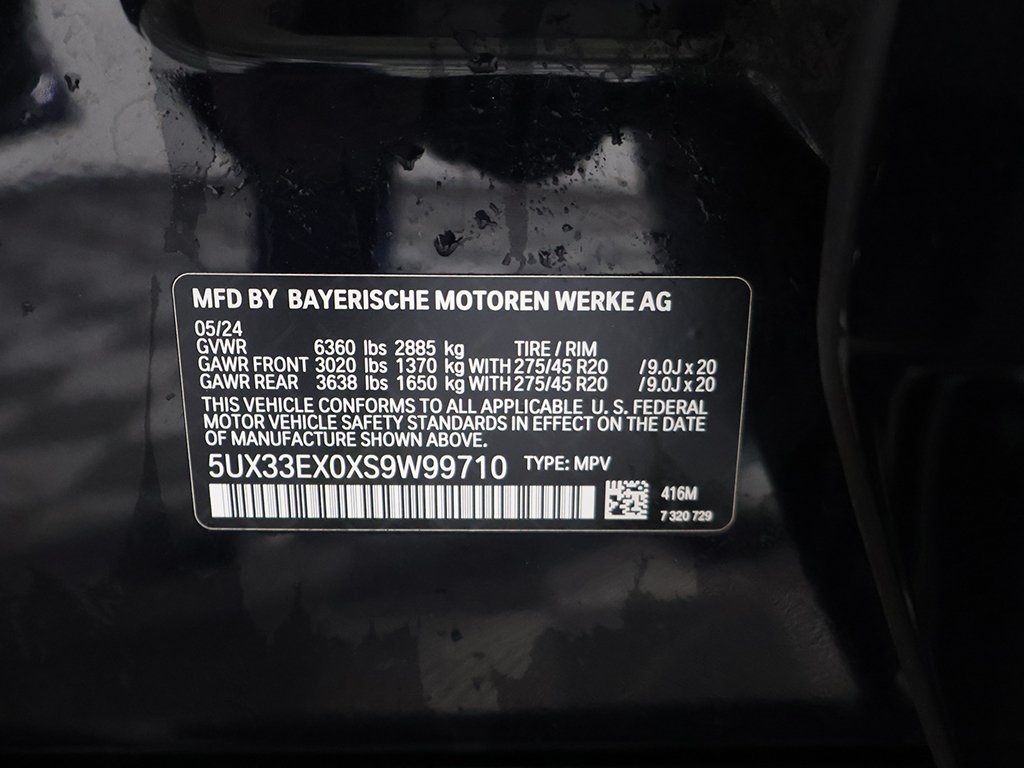 MFD BY BAYERISCHE MOTOREN WERKE AG
05/24
GVWR 6360 lbs 2885 kg TIRE / RIM
GAWR FRONT 3020 lbs 1370 kg WITH 275/45 R20 /9.0J x 20
GAWR REAR 3638 lbs 1650 kg WITH 275/45 R20 /9.0J x 20
THIS VEHICLE CONFORMS TO ALL APPLICABLE U. S. FEDERAL
MOTOR VEHICLE SAFETY STANDARDS IN EFFECT ON THE DATE
OF MANUFACTURE SHOWN ABOVE.
5UX33EX0XS9W99710 TYPE: MPV
416M
7 320 729